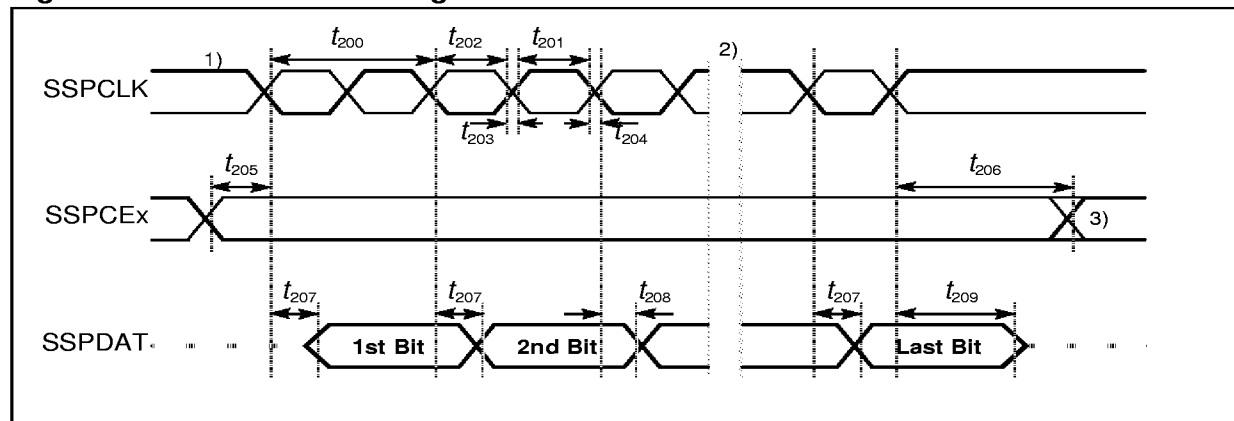 t200 t202 t201 2)
1)
SSPCLK
t203 t204
t205 t206
SSPCEx 3)
t207 t207 t208 t207 t209
SSPDAT 1st Bit 2nd Bit Last Bit